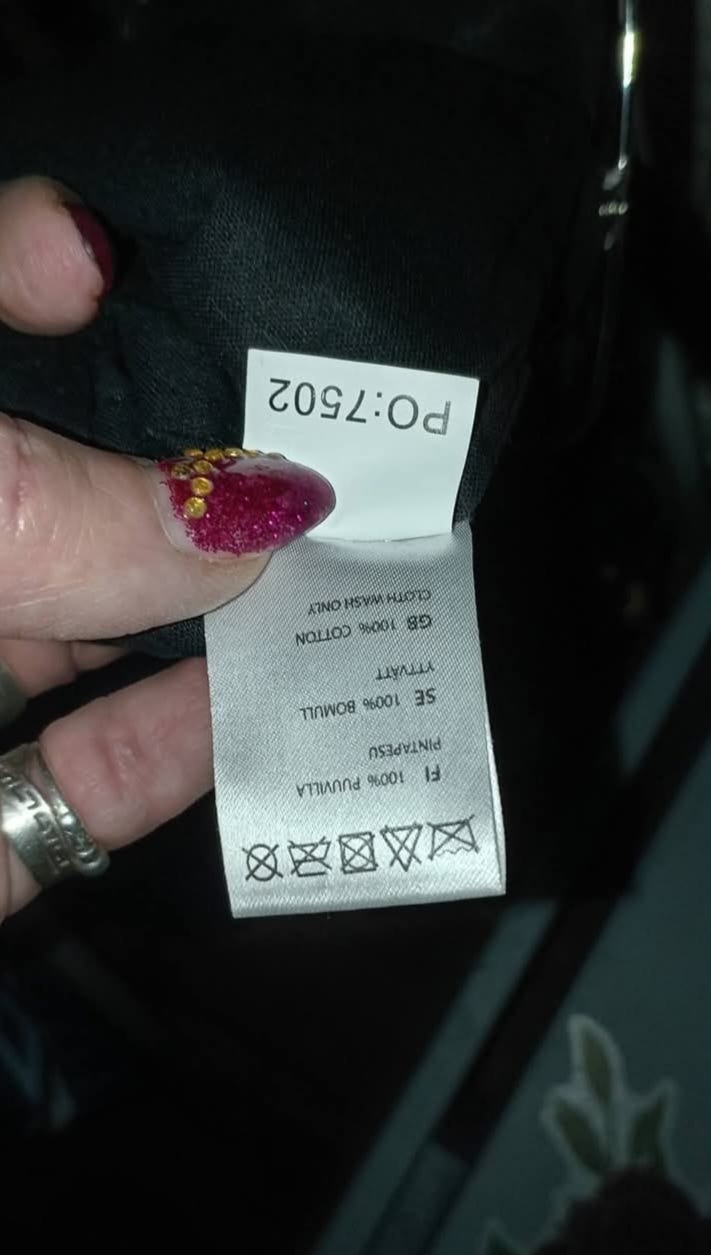 FI 100% PUUVILLA
PINTAPESU
SE 100% BOMULL
YTTVÄTT
GB 100% COTTON
CLOTH WASH ONLY
PO:7502